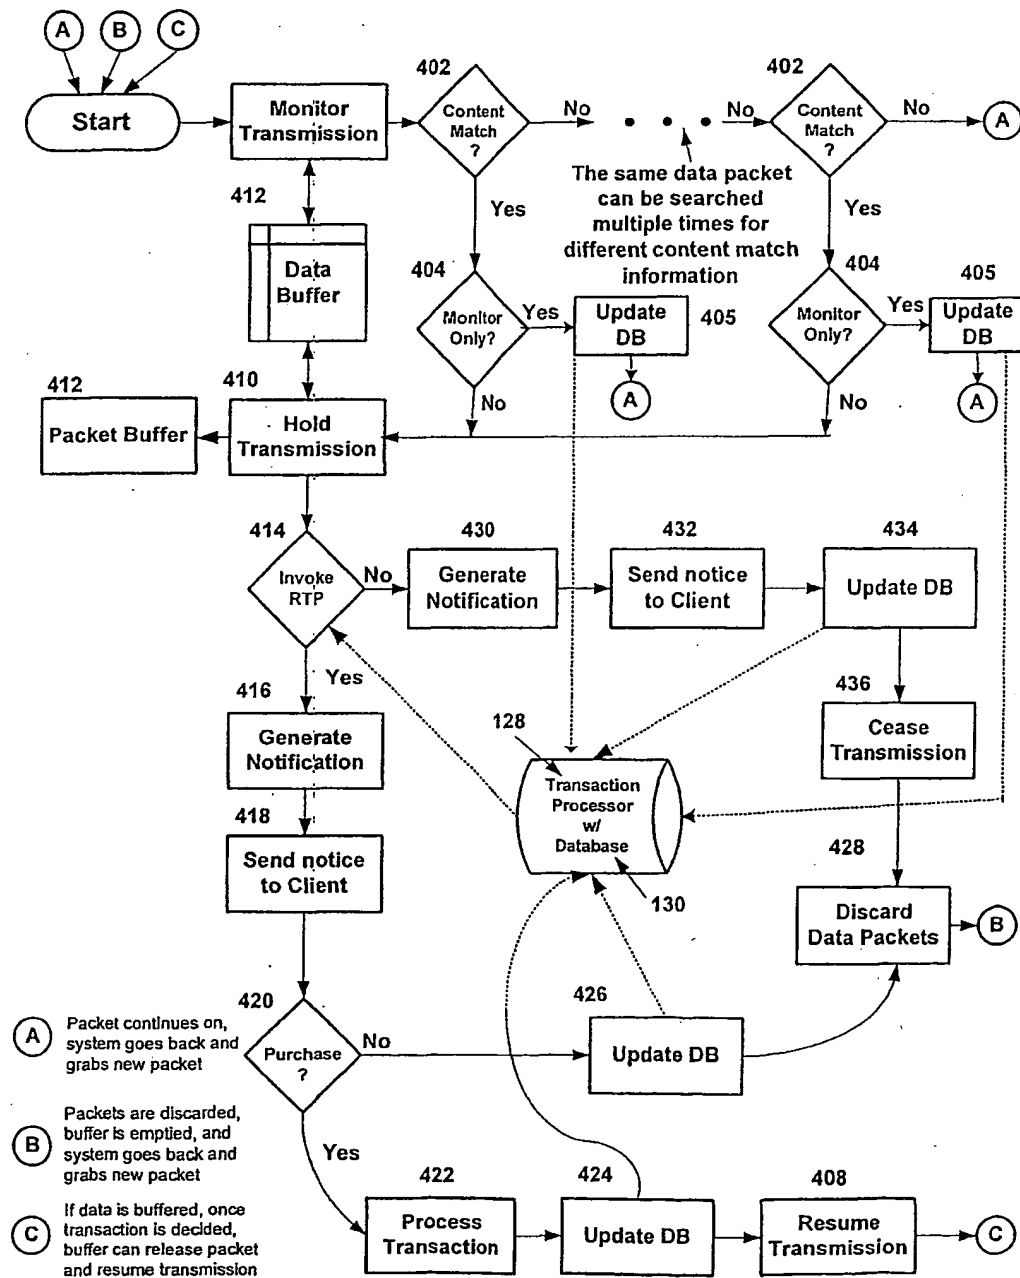 A
B
C
Start
Monitor
Transmission
402
Content
Match
?
No
No
402
Content
Match
?
No
A
The same data packet
can be searched
multiple times for
different content match
information
Yes
Yes
412
Data
Buffer
404
Monitor
Only?
Yes
Update
DB
405
A
No
404
Monitor
Only?
Yes
405
Update
DB
A
No
412
Packet Buffer
410
Hold
Transmission
414
Invoke
RTP
No
430
Generate
Notification
432
Send notice
to Client
434
Update DB
Yes
416
Generate
Notification
436
Cease
Transmission
128
Transaction
Processor
w/
Database
130
418
Send notice
to Client
428
Discard
Data Packets
B
420
Purchase
?
No
426
Update DB
Yes
422
Process
Transaction
424
Update DB
408
Resume
Transmission
C
A
Packet continues on,
system goes back and
grabs new packet
B
Packets are discarded,
buffer is emptied, and
system goes back and
grabs new packet
C
If data is buffered, once
transaction is decided,
buffer can release packet
and resume transmission